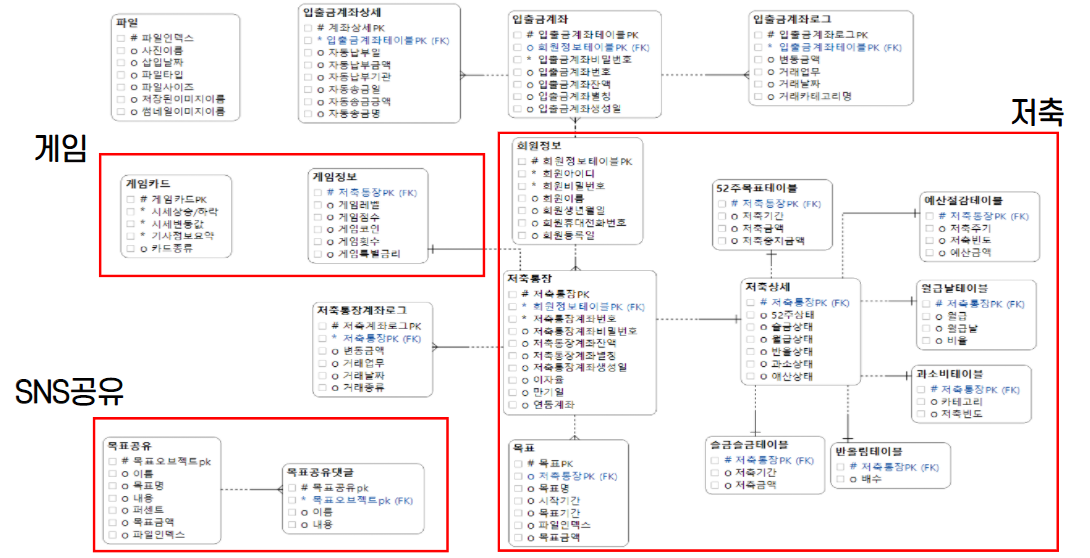 파일
# 파일인덱스
o 사진이름
o 삽입날짜
o 파일타입
o 파일사이즈
o 저장된이미지이름
o 썸네일이미지이름
입출금계좌상세
# 계좌상세PK
* 입출금계좌테이블PK (FK)
o 자동납부일
o 자동납부금액
o 자동납부기관
o 자동송금일
o 자동송금금액
o 자동송금명
입출금계좌
# 입출금계좌테이블PK
o 회원정보테이블PK (FK)
* 입출금계좌비밀번호
o 입출금계좌번호
o 입출금계좌잔액
o 입출금계좌별칭
o 입출금계좌생성일
입출금계좌로그
# 입출금계좌로그PK
* 입출금계좌테이블PK (FK)
o 변동금액
o 거래업무
o 거래날짜
o 거래카테고리명
게임
게임카드
# 게임카드PK
* 시세상승/하락
* 시세변동값
* 기사정보요약
o 카드종류
게임정보
# 저축통장PK (FK)
o 게임레벨
o 게임점수
o 게임코인
o 게임횟수
o 게임특별금리
저축
회원정보
# 회원정보테이블PK
* 회원아이디
* 회원비밀번호
o 회원이름
o 회원생년월일
o 회원휴대전화번호
o 회원등록일
52주목표테이블
# 저축통장PK (FK)
o 저축기간
o 저축금액
o 저축중지금액
예산절감테이블
# 저축통장PK (FK)
o 저축주기
o 저축빈도
o 예산금액
저축통장
# 저축통장PK
* 회원정보테이블PK (FK)
* 저축통장계좌번호
o 저축통장계좌비밀번호
o 저축통장계좌잔액
o 저축통장계좌별칭
o 저축통장계좌생성일
o 이자율
o 만기일
o 연동계좌
저축상세
# 저축통장PK (FK)
o 52주상태
o 슬금상태
o 월급상태
o 반올상태
o 과소상태
o 예산상태
월급날테이블
# 저축통장PK (FK)
o 월급
o 월급날
o 비율
저축통장계좌로그
# 저축계좌로그PK
* 저축통장PK (FK)
o 변동금액
o 거래업무
o 거래날짜
o 거래종류
과소비테이블
# 저축통장PK (FK)
o 카테고리
o 저축빈도
SNS공유
목표공유
# 목표오브젝트pk
o 이름
o 목표명
o 내용
o 퍼센트
o 목표금액
o 파일인덱스
목표공유댓글
# 목표공유pk
* 목표오브젝트pk (FK)
o 이름
o 내용
목표
# 목표PK
o 저축통장PK (FK)
o 목표명
o 시작기간
o 목표기간
o 파일인덱스
o 목표금액
슬금슬금테이블
# 저축통장PK (FK)
o 저축기간
o 저축금액
반올림테이블
# 저축통장PK (FK)
o 배수